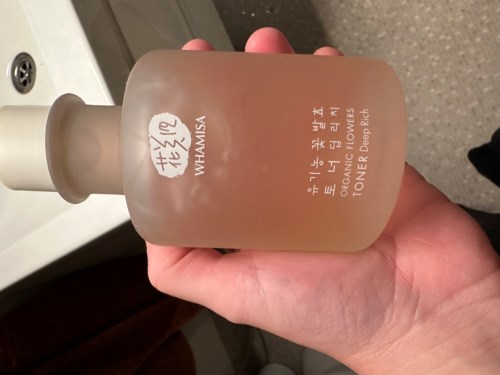 WHAMISA
유기농 꽃 발효
토너 딥 리치
ORGANIC FLOWERS
TONER Deep Rich